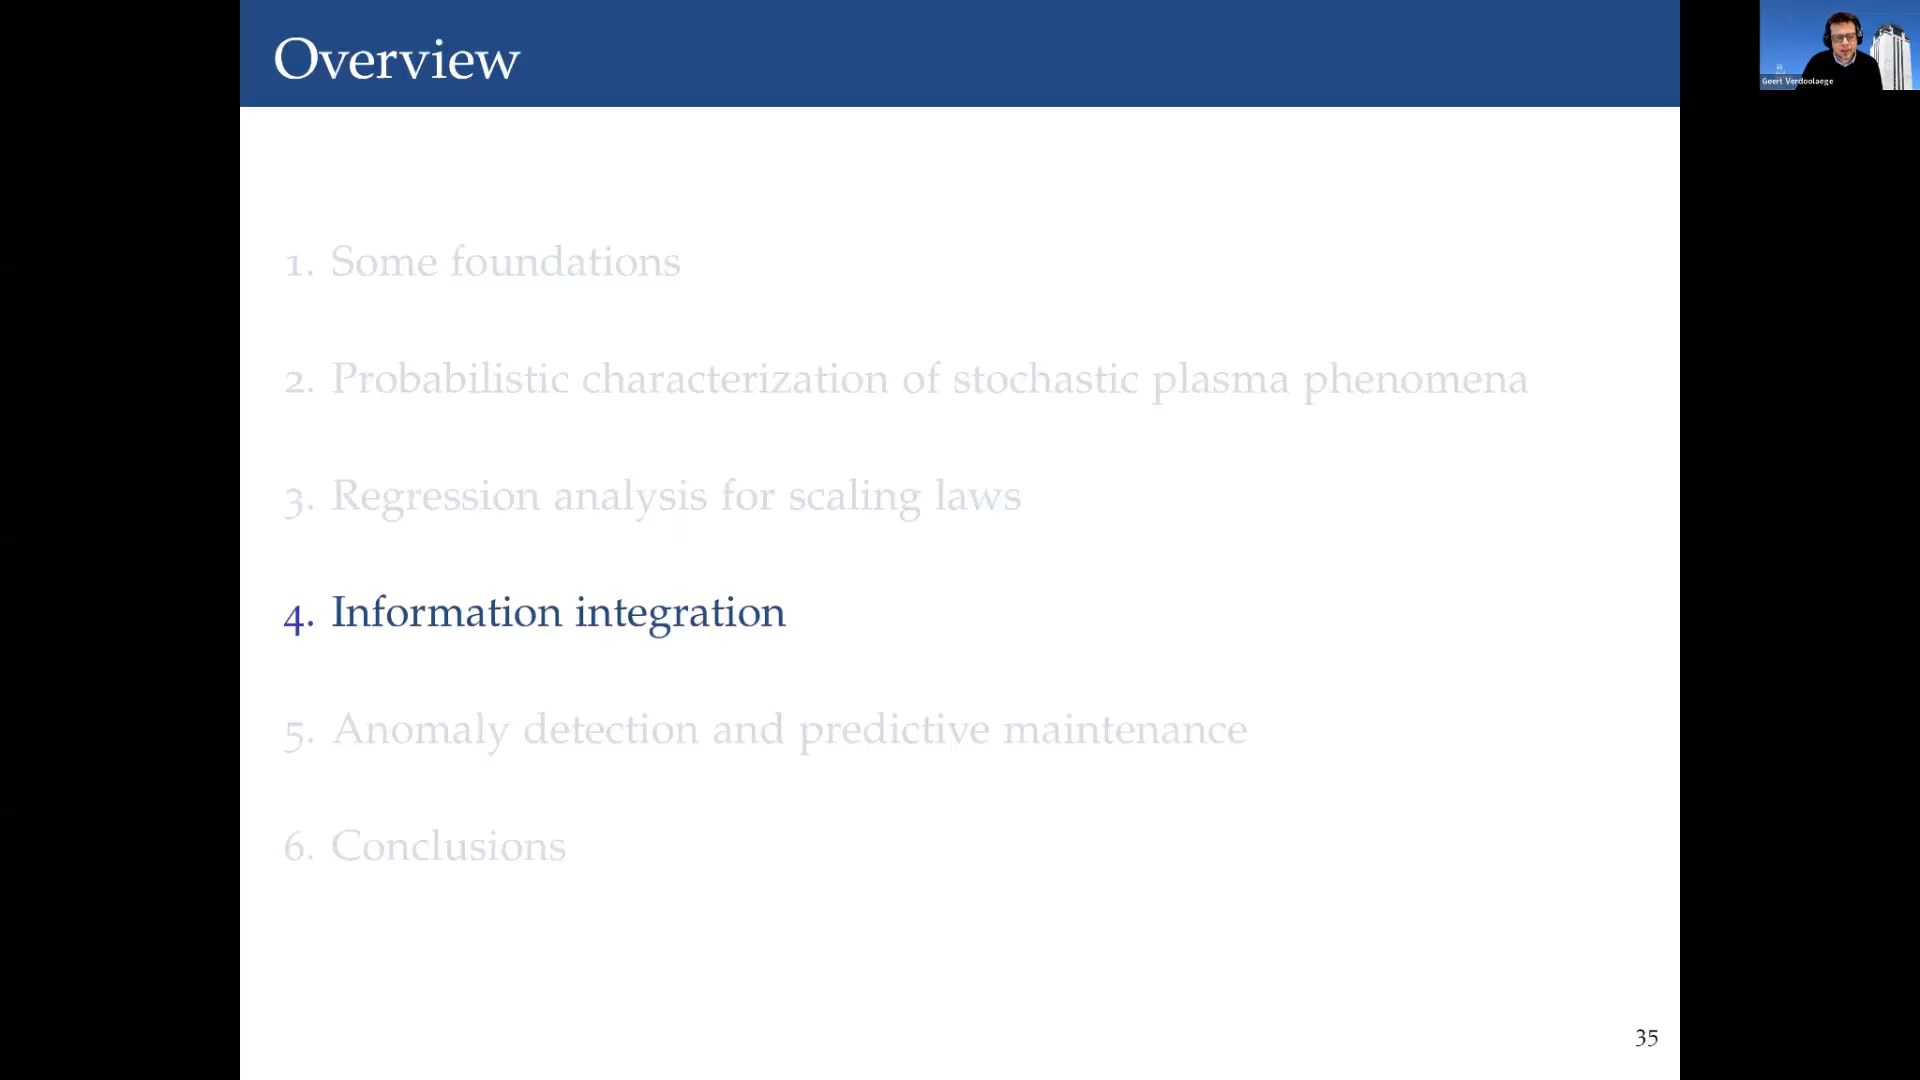 Overview
Geert Verdoolaege
1. Some foundations
2. Probabilistic characterization of stochastic plasma phenomena
3. Regression analysis for scaling laws
4. Information integration
5. Anomaly detection and predictive maintenance
6. Conclusions
35